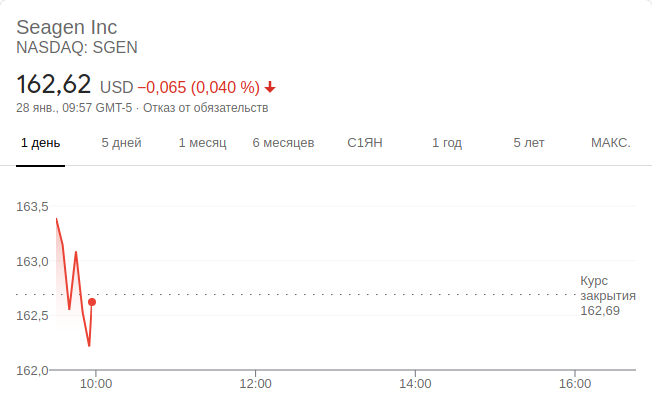 Seagen Inc
NASDAQ: SGEN
162,62 USD −0,065 (0,040 %)
28 янв., 09:57 GMT-5 · Отказ от обязательств
1 день 5 дней 1 месяц 6 месяцев С1ЯН 1 год 5 лет МАКС.
163,5
163,0
Курс
закрытия
162,69
162,5
162,0
10:00 12:00 14:00 16:00